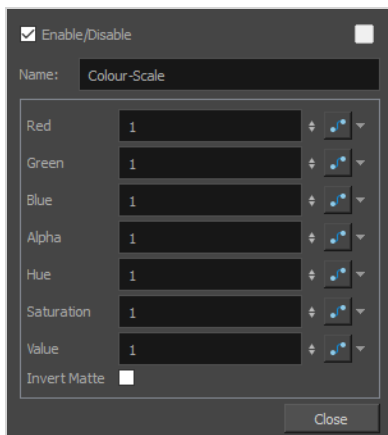 Enable/Disable
Name: Colour-Scale
Red 1
Green 1
Blue 1
Alpha 1
Hue 1
Saturation 1
Value 1
Invert Matte
Close